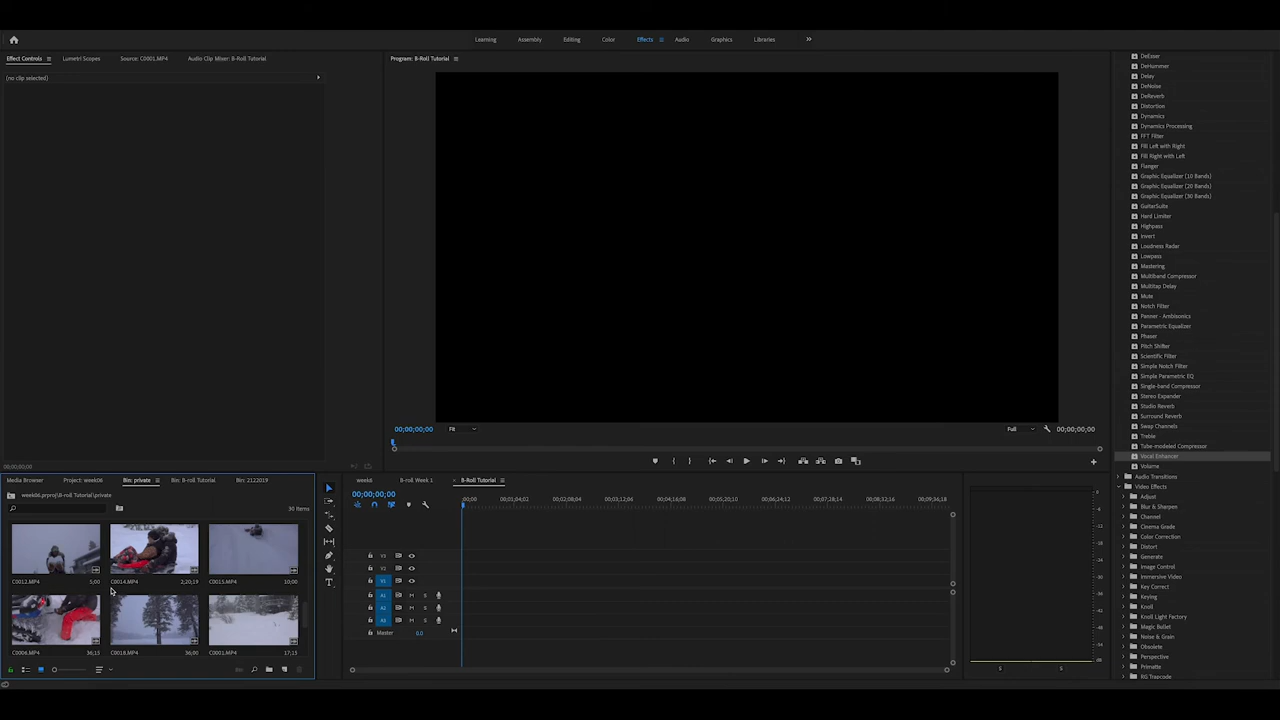 Learning Assembly Editing Color Effects Audio Graphics Libraries
Effect Controls Lumetri Scopes Source: C0001.MP4 Audio Clip Mixer: B-Roll Tutorial
(no clip selected)
00;00;00;00
Program: B-Roll Tutorial
00;00;00;00 Fit Full 00;00;00;00
DeEsser
DeHummer
Delay
DeNoise
DeReverb
Distortion
Dynamics
Dynamics Processing
FFT Filter
Fill Left with Right
Fill Right with Left
Flanger
Graphic Equalizer (10 Bands)
Graphic Equalizer (20 Bands)
Graphic Equalizer (30 Bands)
GuitarSuite
Hard Limiter
Highpass
Invert
Loudness Radar
Lowpass
Mastering
Multiband Compressor
Multitap Delay
Mute
Notch Filter
Panner - Ambisonics
Parametric Equalizer
Phaser
Pitch Shifter
Scientific Filter
Simple Notch Filter
Simple Parametric EQ
Single-band Compressor
Stereo Expander
Studio Reverb
Surround Reverb
Swap Channels
Treble
Tube-modeled Compressor
Vocal Enhancer
Volume
Audio Transitions
Video Effects
Adjust
Blur & Sharpen
Channel
Cinema Grade
Color Correction
Distort
Generate
Image Control
Immersive Video
Key Correct
Keying
Knoll
Knoll Light Factory
Magic Bullet
Noise & Grain
Obsolete
Perspective
Primatte
RG Trapcode
Media Browser Project: week06 Bin: private Bin: B-roll Tutorial Bin: 2122019
week06.prproj\B-roll Tutorial\private
30 Items
C0012.MP4 5;00 C0014.MP4 2;20;19 C0015.MP4 10;00
C0006.MP4 36;15 C0018.MP4 36;00 C0001.MP4 17;15
week6 B-roll Week 1 × B-Roll Tutorial
00;00;00;00
;00;00 00;01;04;02 00;02;08;04 00;03;12;06 00;04;16;08 00;05;20;10 00;06;24;12 00;07;28;14 00;08;32;16 00;09;36;18
V3
V2
V1
A1 M S
A2 M S
A3 M S
Master 0.0
0
dB
S S